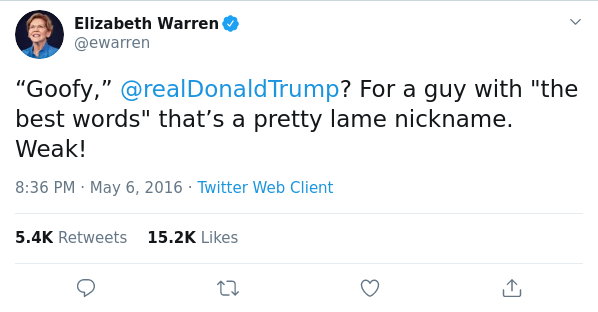 Elizabeth Warren
@ewarren
“Goofy,” @realDonaldTrump? For a guy with "the
best words" that’s a pretty lame nickname.
Weak!
8:36 PM · May 6, 2016 · Twitter Web Client
5.4K Retweets 15.2K Likes